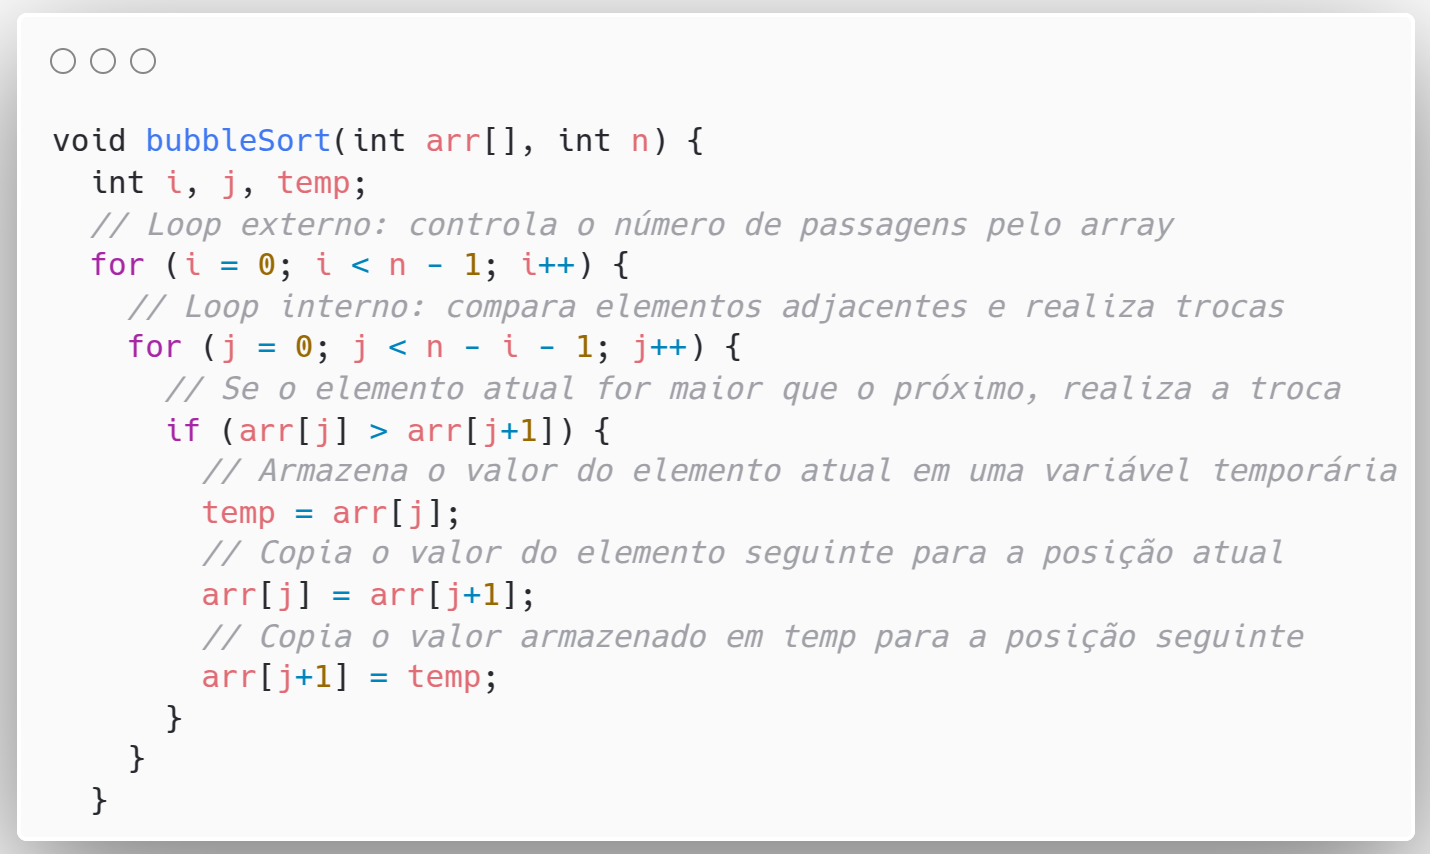 void bubbleSort(int arr[], int n) {
  int i, j, temp;
  // Loop externo: controla o número de passagens pelo array
  for (i = 0; i < n - 1; i++) {
    // Loop interno: compara elementos adjacentes e realiza trocas
    for (j = 0; j < n - i - 1; j++) {
      // Se o elemento atual for maior que o próximo, realiza a troca
      if (arr[j] > arr[j+1]) {
        // Armazena o valor do elemento atual em uma variável temporária
        temp = arr[j];
        // Copia o valor do elemento seguinte para a posição atual
        arr[j] = arr[j+1];
        // Copia o valor armazenado em temp para a posição seguinte
        arr[j+1] = temp;
      }
    }
  }